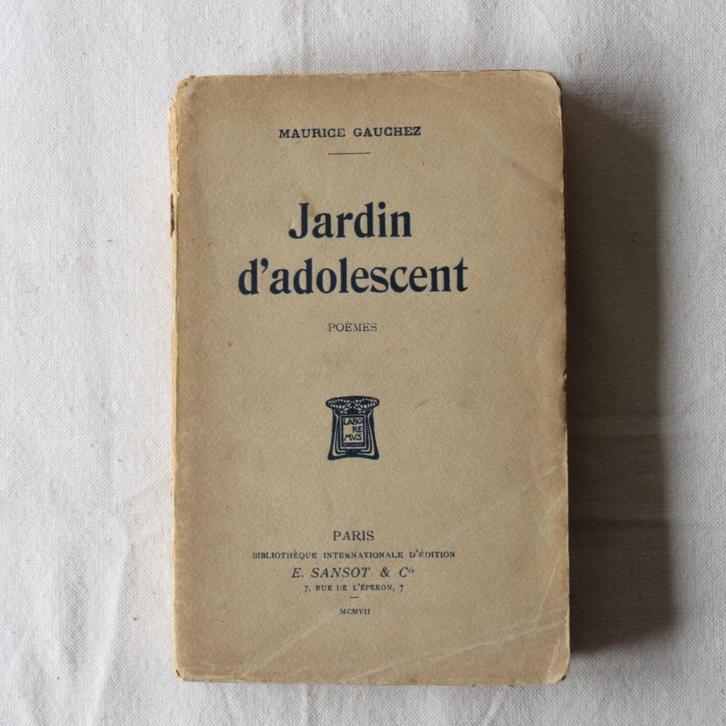 MAURICE GAUCHEZ
Jardin
d'adolescent
POÈMES
LABO
RE
MVS
PARIS
BIBLIOTHÈQUE INTERNATIONALE D'ÉDITION
E. SANSOT & Cie
7, RUE DE L'ÉPERON, 7
MCMVII